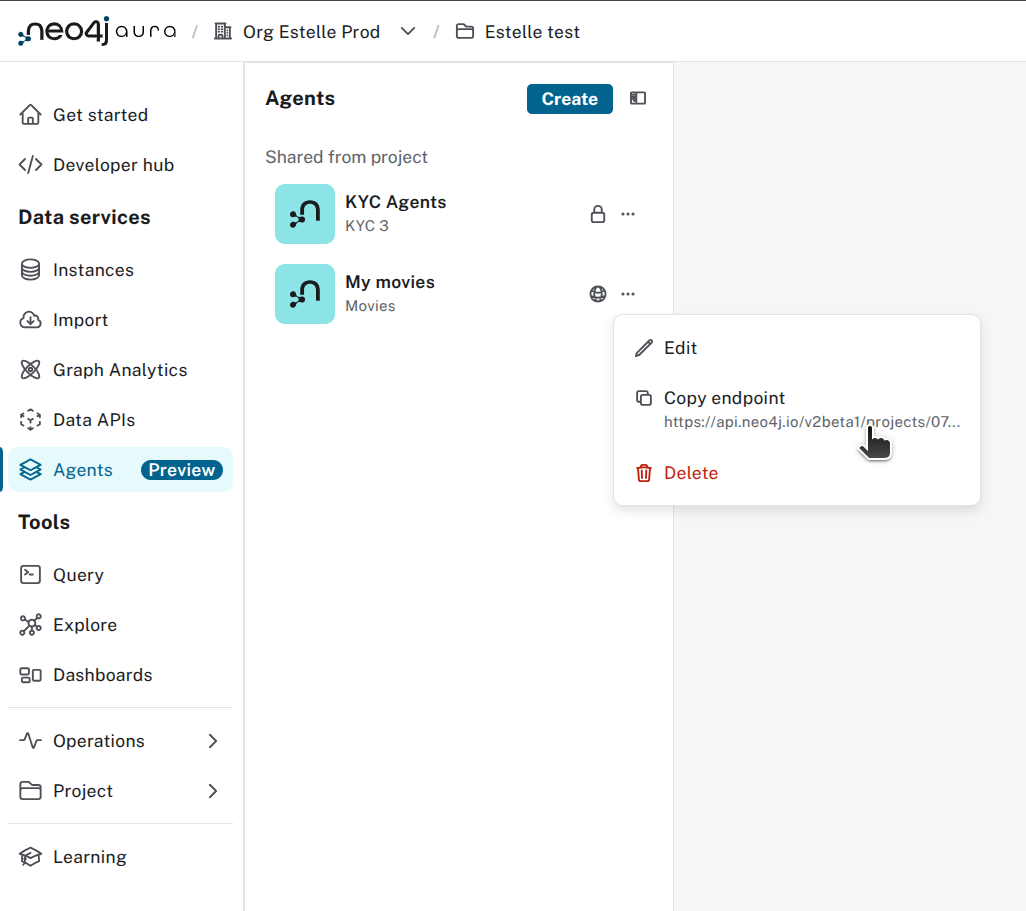 neo4j aura / Org Estelle Prod / Estelle test
Get started
Developer hub
Data services
Instances
Import
Graph Analytics
Data APIs
Agents Preview
Tools
Query
Explore
Dashboards
Operations
Project
Learning
Agents Create
Shared from project
KYC Agents
KYC 3
My movies
Movies
Edit
Copy endpoint
https://api.neo4j.io/v2beta1/projects/07...
Delete